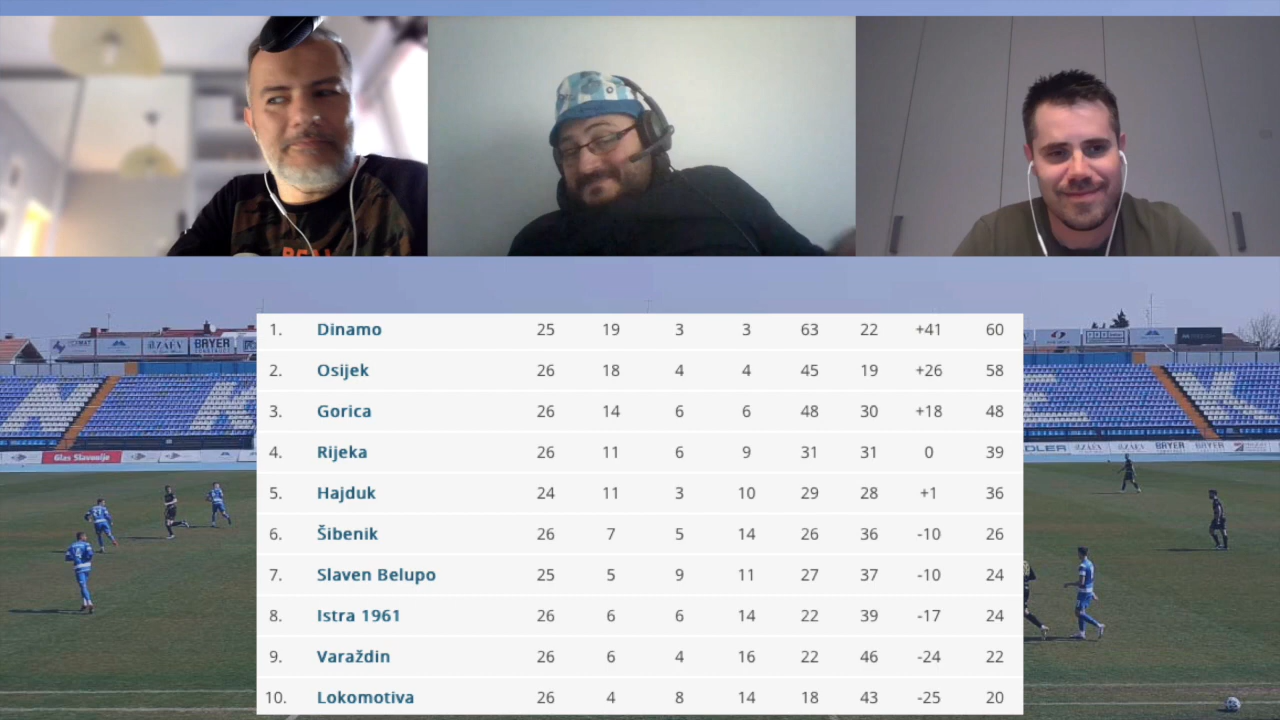 1. Dinamo 25 19 3 3 63 22 +41 60
2. Osijek 26 18 4 4 45 19 +26 58
3. Gorica 26 14 6 6 48 30 +18 48
4. Rijeka 26 11 6 9 31 31 0 39
5. Hajduk 24 11 3 10 29 28 +1 36
6. Šibenik 26 7 5 14 26 36 -10 26
7. Slaven Belupo 25 5 9 11 27 37 -10 24
8. Istra 1961 26 6 6 14 22 39 -17 24
9. Varaždin 26 6 4 16 22 46 -24 22
10. Lokomotiva 26 4 8 14 18 43 -25 20
BRYER
N K E X
Glas Slavonije
BRYER